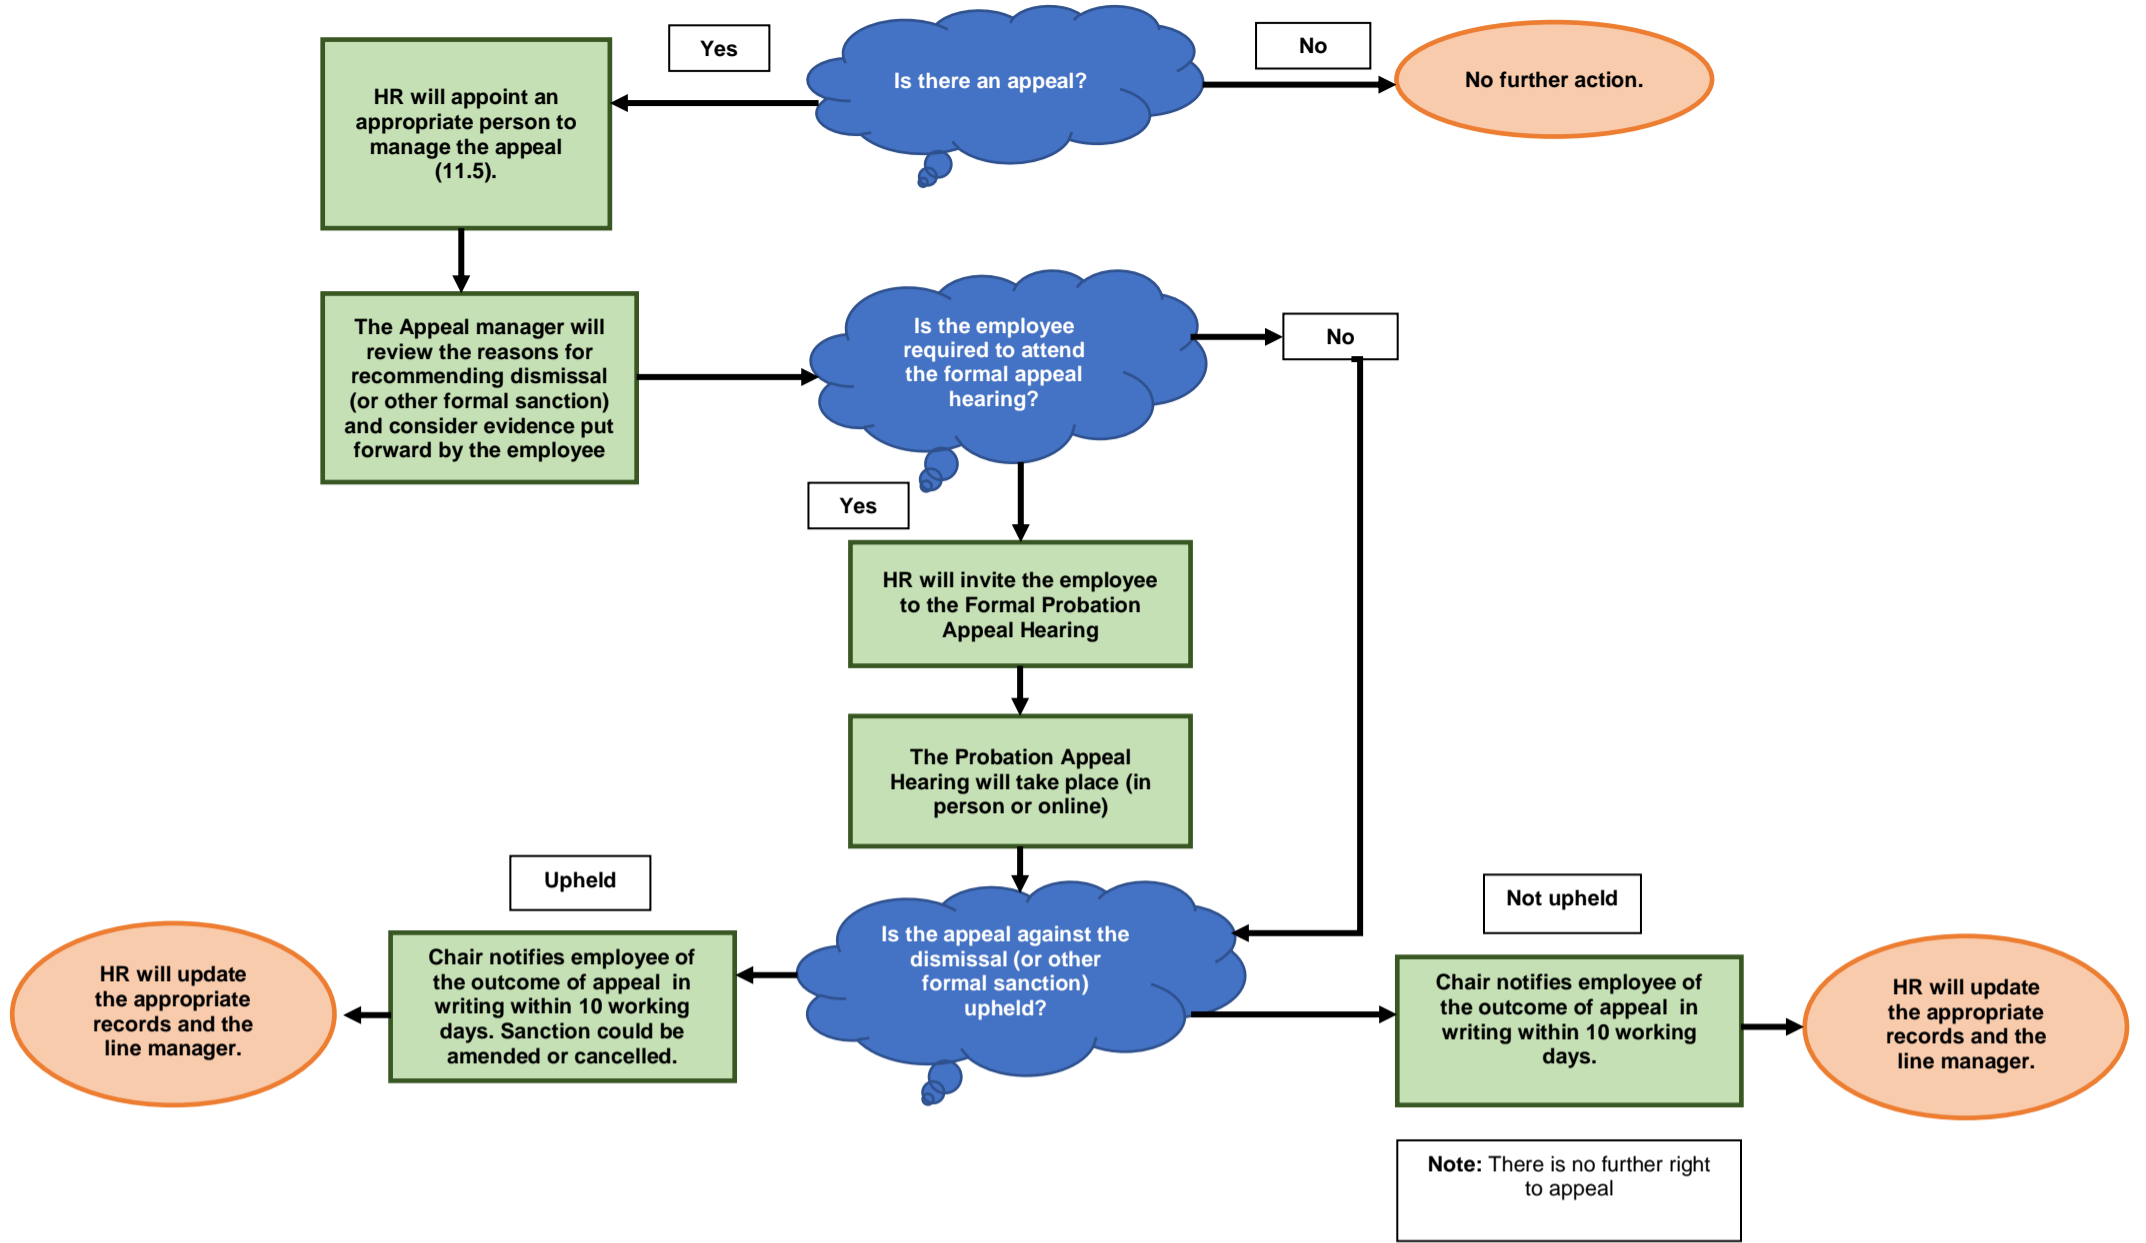 Yes
Is there an appeal?
No
No further action.
HR will appoint an
appropriate person to
manage the appeal
(11.5).
The Appeal manager will
review the reasons for
recommending dismissal
(or other formal sanction)
and consider evidence put
forward by the employee
Is the employee
required to attend
the formal appeal
hearing?
No
Yes
HR will invite the employee
to the Formal Probation
Appeal Hearing
The Probation Appeal
Hearing will take place (in
person or online)
Upheld
Is the appeal against the
dismissal (or other
formal sanction)
upheld?
Not upheld
HR will update
the appropriate
records and the
line manager.
Chair notifies employee of
the outcome of appeal  in
writing within 10 working
days. Sanction could be
amended or cancelled.
Chair notifies employee of
the outcome of appeal  in
writing within 10 working
days.
HR will update
the appropriate
records and the
line manager.
Note: There is no further right
to appeal